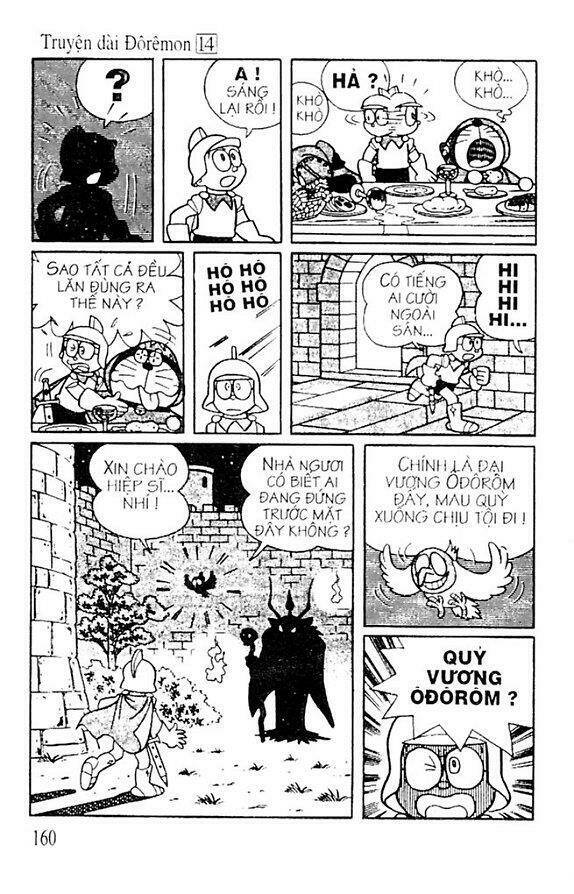 Truyện dài Đôrêmon 14
?
A !
SÁNG
LẠI RỒI !
HẢ ?
KHÒ
KHÒ
KHÒ...
KHÒ...
SAO TẤT CẢ ĐỀU
LĂN ĐÙNG RA
THẾ NÀY ?
HÔ HÔ
HÔ HÔ
HÔ HÔ
CÓ TIẾNG
AI CƯỜI
NGOÀI
SÂN...
HI
HI
HI
HI...
XIN CHÀO
HIỆP SĨ...
NHÍ !
NHÀ NGƯƠI
CÓ BIẾT AI
ĐANG ĐỨNG
TRƯỚC MẮT
ĐÂY KHÔNG ?
CHÍNH LÀ ĐẠI
VƯƠNG ÔĐÔRÔM
ĐÂY, MAU QUỲ
XUỐNG CHỊU TỘI ĐI !
QUỶ
VƯƠNG
ÔĐÔRÔM ?
160